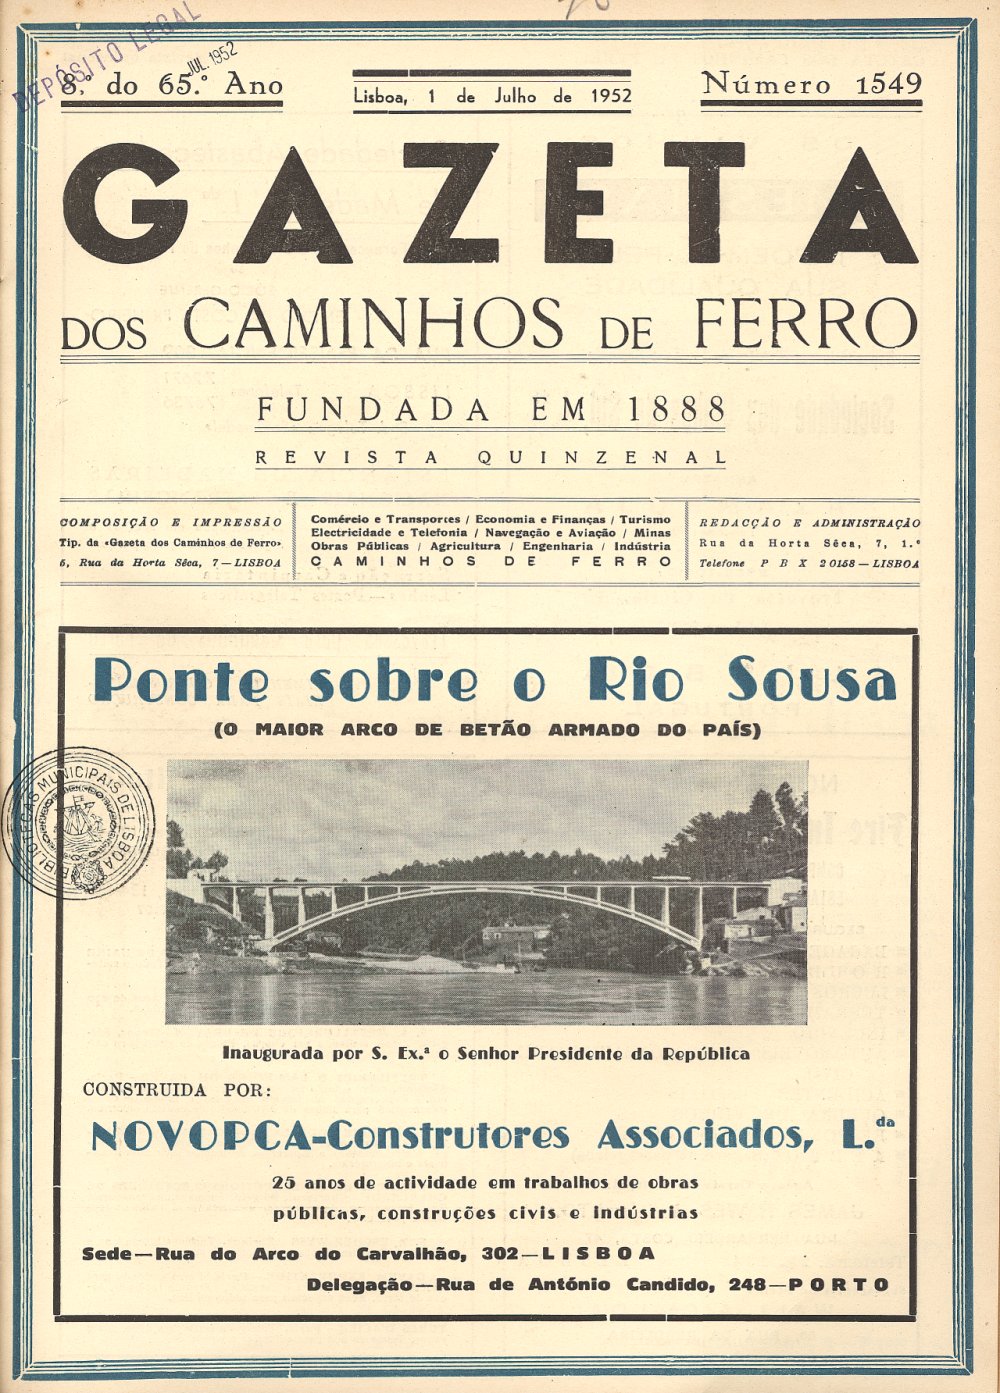 DEPÓSITO LEGAL
JUL. 1952
8.º do 65.º Ano
Lisboa, 1 de Julho de 1952
Número 1549
GAZETA
DOS CAMINHOS DE FERRO
FUNDADA EM 1888
REVISTA QUINZENAL
COMPOSIÇÃO E IMPRESSÃO
Tip. da «Gazeta dos Caminhos de Ferro»
5, Rua da Horta Sêca, 7—LISBOA
Comércio e Transportes / Economia e Finanças / Turismo
Electricidade e Telefonia / Navegação e Aviação / Minas
Obras Públicas / Agricultura / Engenharia / Indústria
CAMINHOS DE FERRO
REDACÇÃO E ADMINISTRAÇÃO
Rua da Horta Sêca, 7, 1.º
Telefone P B X 20158—LISBOA
Ponte sobre o Rio Sousa
(O MAIOR ARCO DE BETÃO ARMADO DO PAÍS)
BIBLIOTECAS MUNICIPAIS DE LISBOA
Inaugurada por S. Ex.ª o Senhor Presidente da República
CONSTRUIDA POR:
NOVOPCA-Construtores Associados, L.da
25 anos de actividade em trabalhos de obras
públicas, construções civis e indústrias
Sede—Rua do Arco do Carvalhão, 302—LISBOA
Delegação—Rua de António Candido, 248—PORTO